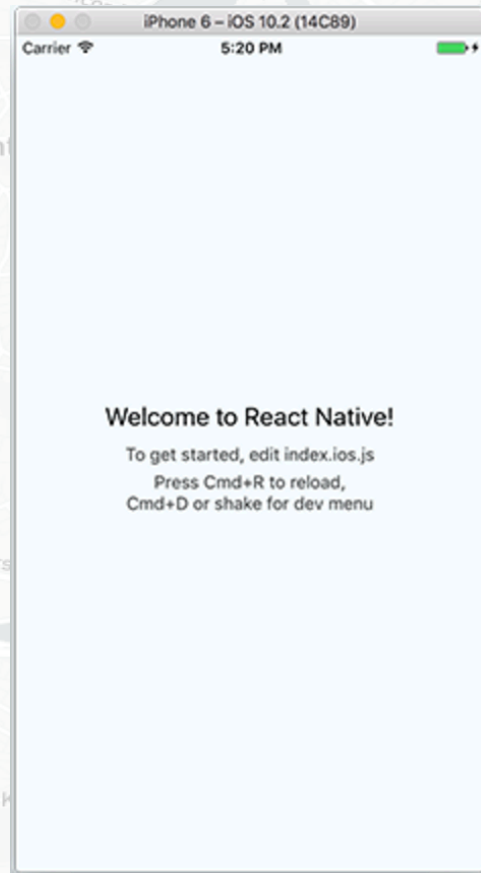 iPhone 6 – iOS 10.2 (14C89)
Carrier 5:20 PM
Welcome to React Native!
To get started, edit index.ios.js
Press Cmd+R to reload,
Cmd+D or shake for dev menu